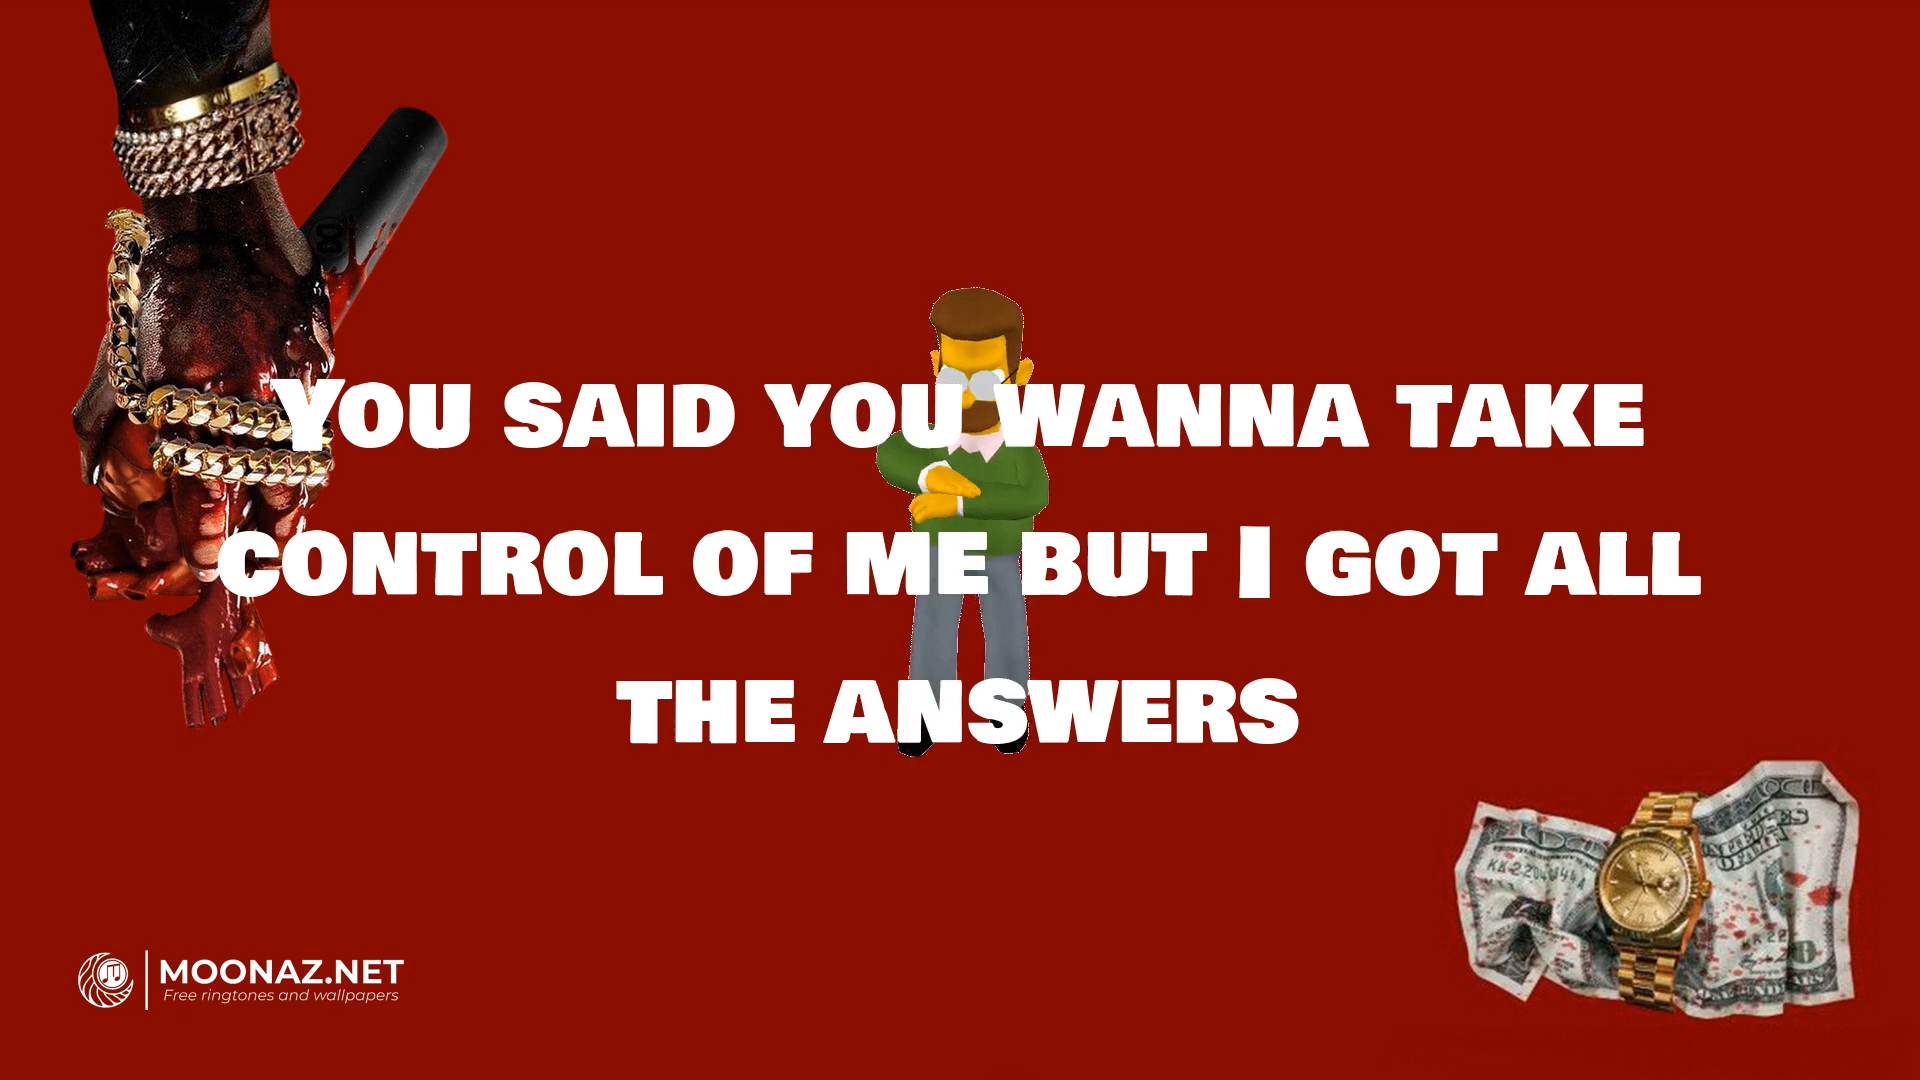 You said you wanna take
control of me but I got all
the answers
MOONAZ.NET
Free ringtones and wallpapers